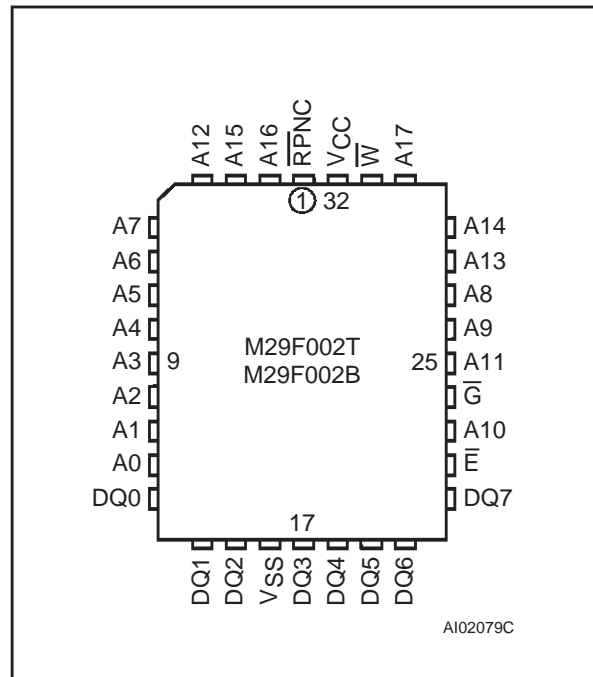 A12 A15 A16 R̅P̅N̅C̅ VCC W̅ A17
1 32
A7 A14
A6 A13
A5 A8
A4 A9
M29F002T
A3 9 25 A11
M29F002B
A2 G̅
A1 A10
A0 E̅
DQ0 DQ7
17
DQ1 DQ2 VSS DQ3 DQ4 DQ5 DQ6
AI02079C